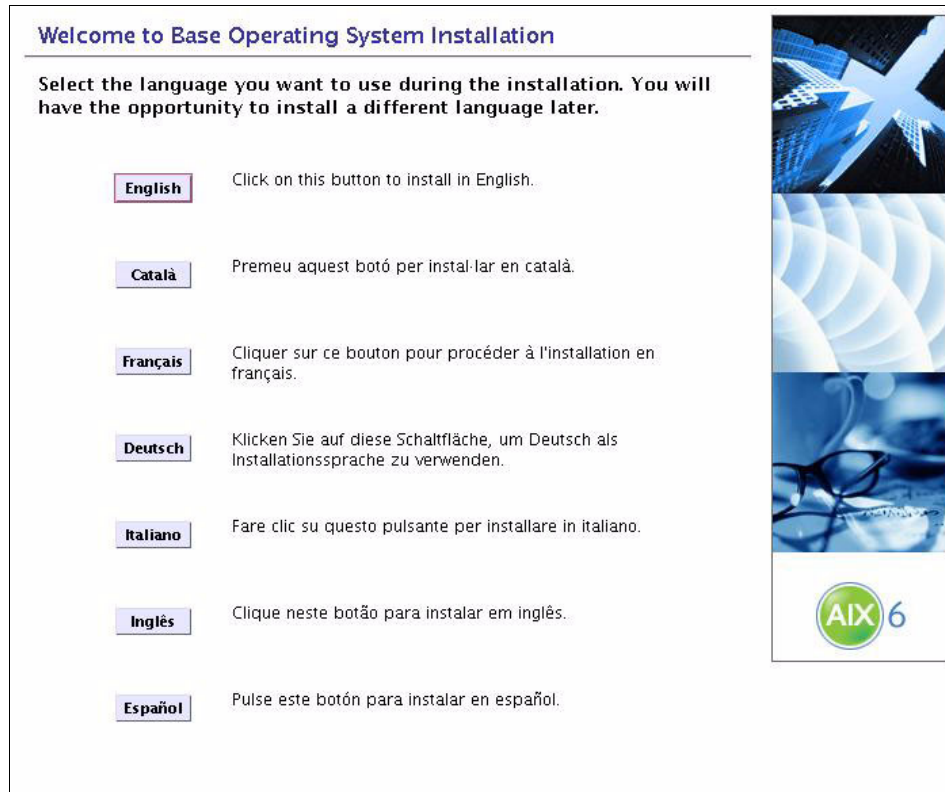 Welcome to Base Operating System Installation
Select the language you want to use during the installation. You will
have the opportunity to install a different language later.
English
Click on this button to install in English.
Català
Premeu aquest botó per instal·lar en català.
Français
Cliquer sur ce bouton pour procéder à l'installation en
français.
Deutsch
Klicken Sie auf diese Schaltfläche, um Deutsch als
Installationssprache zu verwenden.
Italiano
Fare clic su questo pulsante per installare in italiano.
Inglês
Clique neste botão para instalar em inglês.
Español
Pulse este botón para instalar en español.
AIX 6